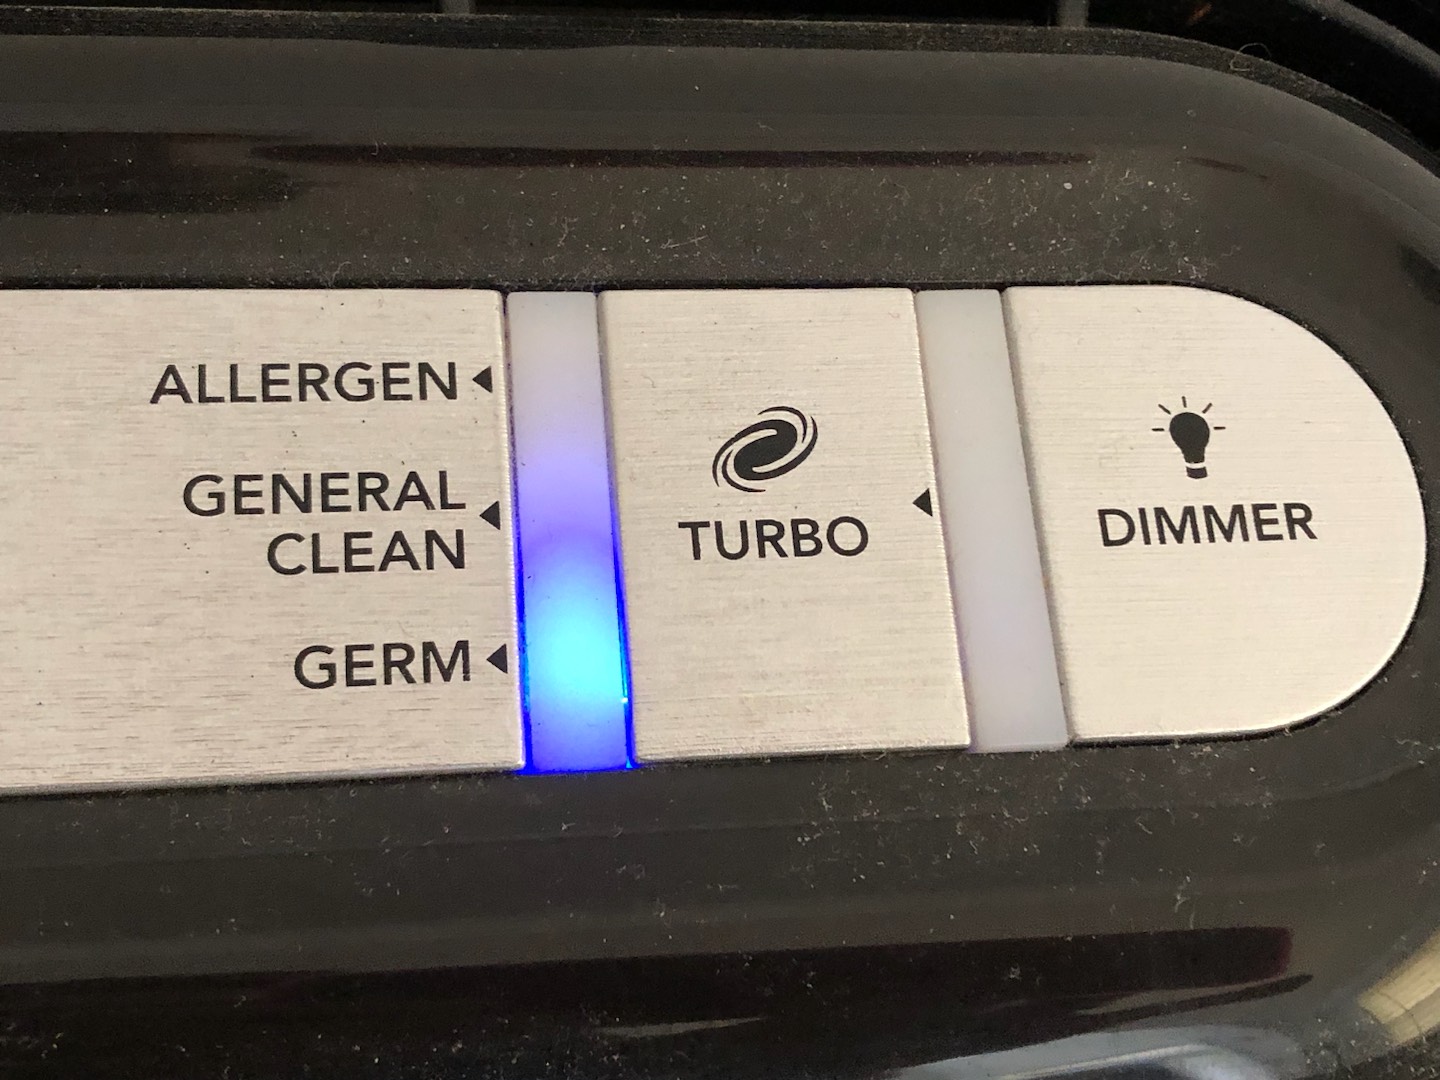 ALLERGEN
GENERAL
CLEAN
GERM
TURBO
DIMMER